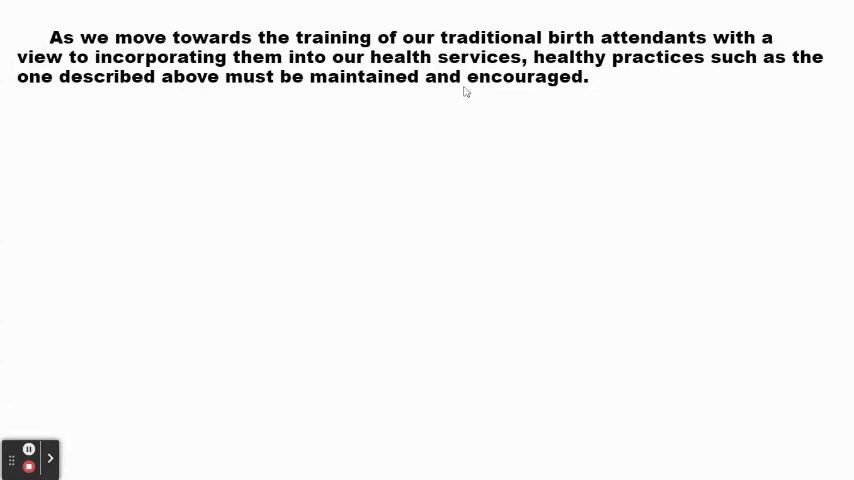 As we move towards the training of our traditional birth attendants with a
view to incorporating them into our health services, healthy practices such as the
one described above must be maintained and encouraged.